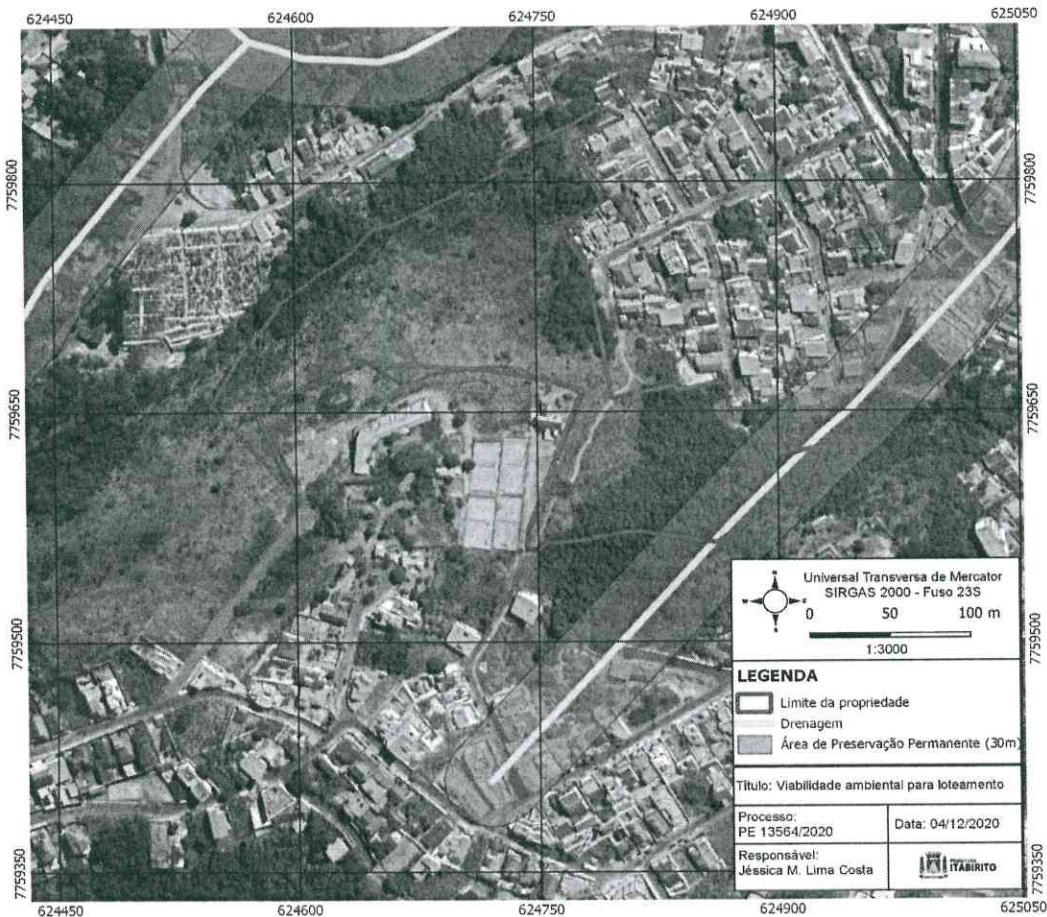 624450 624600 624750 624900 625050
7759800 7759800
7759650 7759650
7759500 7759500
7759350 7759350
N
W E
S
Universal Transversa de Mercator
SIRGAS 2000 - Fuso 23S
0 50 100 m
1:3000
LEGENDA
Limite da propriedade
Drenagem
Área de Preservação Permanente (30m)
Título: Viabilidade ambiental para loteamento
Processo:
PE 13564/2020
Data: 04/12/2020
Responsável:
Jéssica M. Lima Costa
PREFEITURA
ITABIRITO
624450 624600 624750 624900 625050